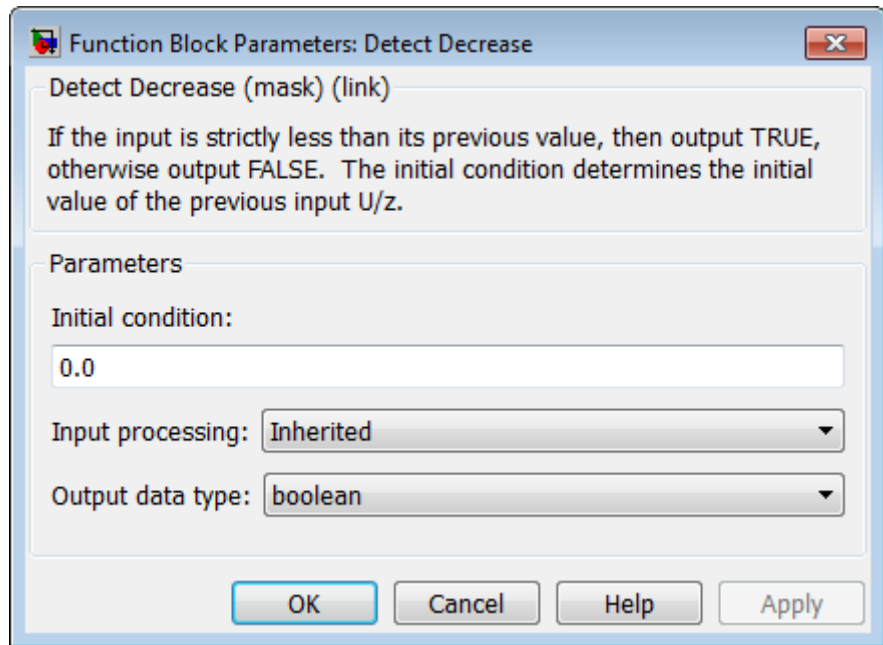 Function Block Parameters: Detect Decrease
Detect Decrease (mask) (link)
If the input is strictly less than its previous value, then output TRUE,
otherwise output FALSE.  The initial condition determines the initial
value of the previous input U/z.
Parameters
Initial condition:
0.0
Input processing: Inherited
Output data type: boolean
OK Cancel Help Apply